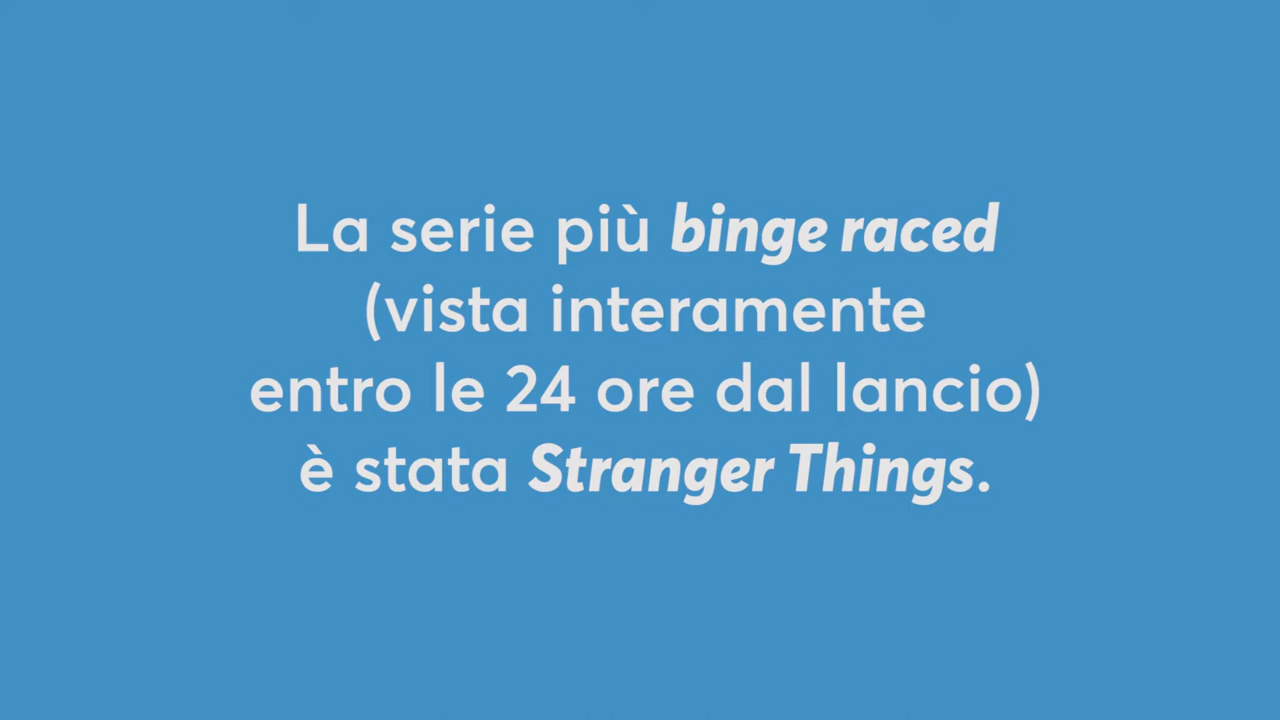 La serie più binge raced
(vista interamente
entro le 24 ore dal lancio)
è stata Stranger Things.